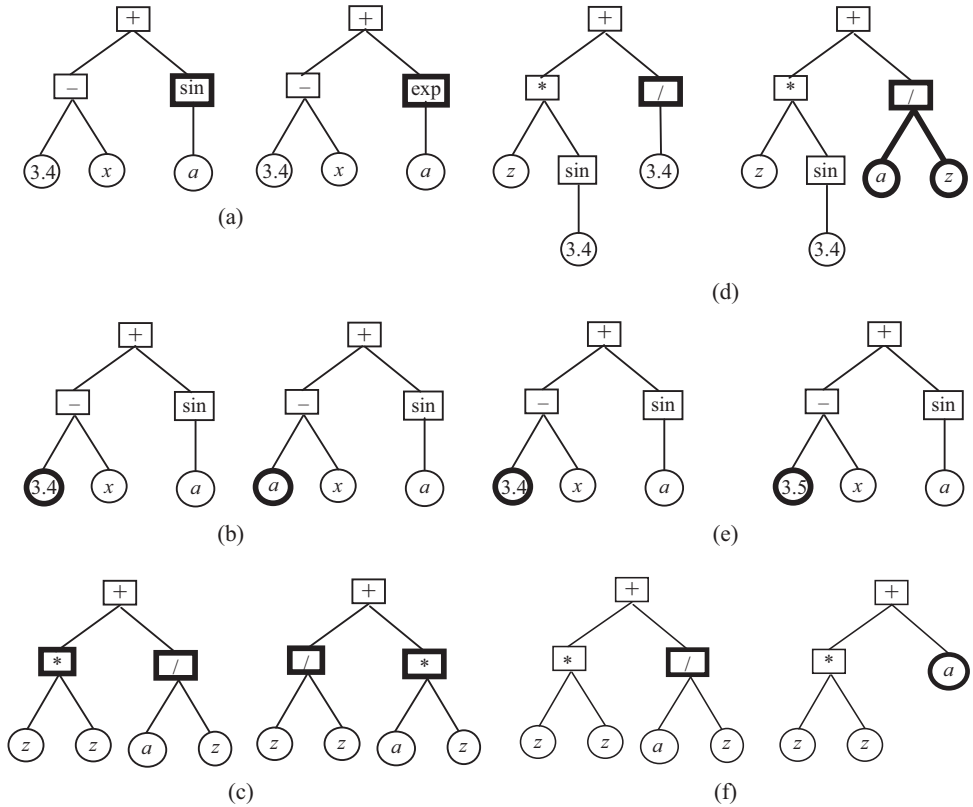 + +
– sin – exp
3.4 x a 3.4 x a
(a)
+ +
* / * /
z sin 3.4 z sin a z
3.4 3.4
(d)
+ +
– sin – sin
3.4 x a a x a
(b)
+ +
– sin – sin
3.4 x a 3.5 x a
(e)
+ +
* / / *
z z a z z z a z
(c)
+ +
* / * a
z z a z z z
(f)